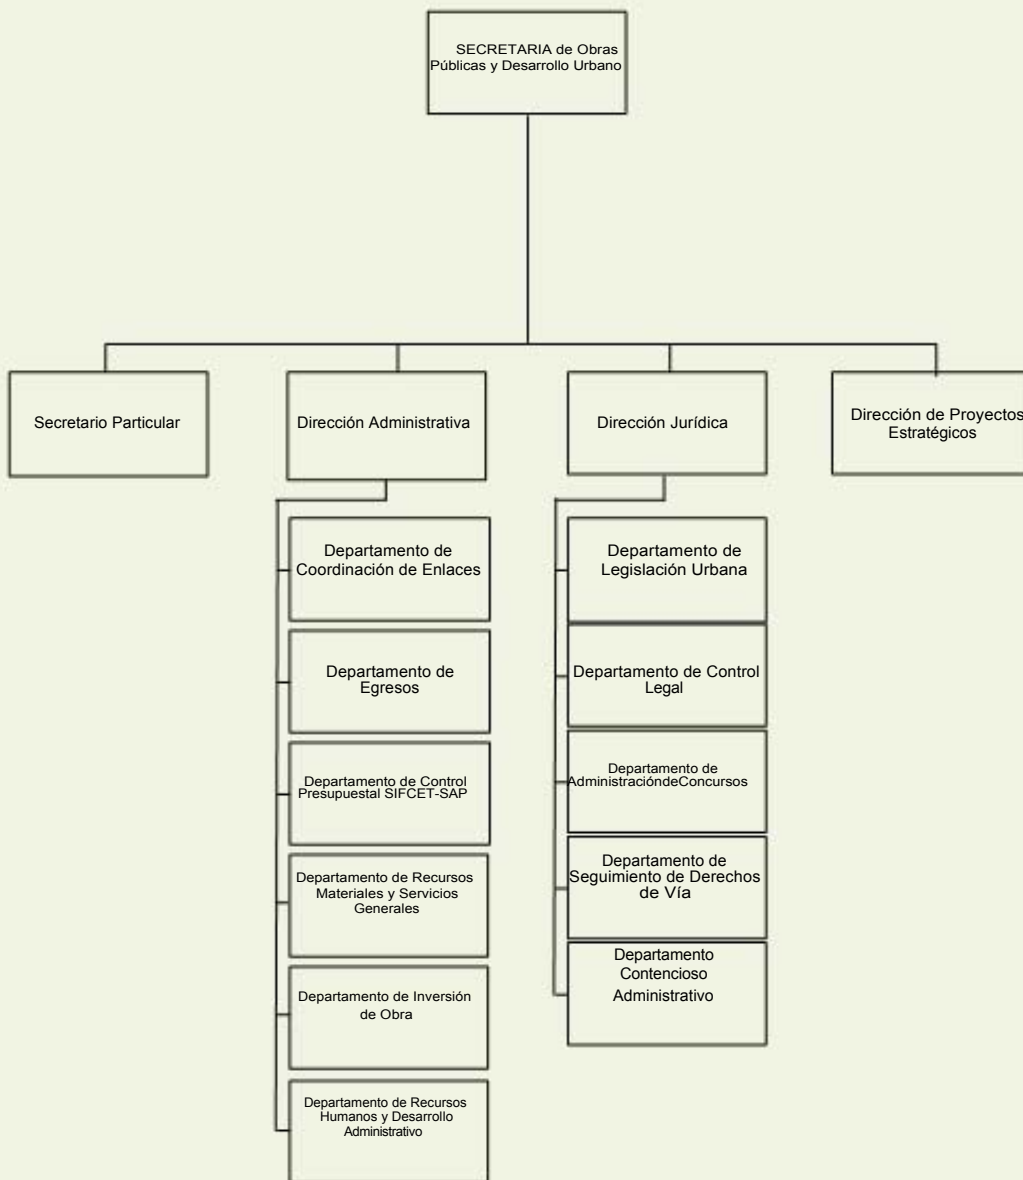 SECRETARIA de Obras
Públicas y Desarrollo Urbano
Secretario Particular
Dirección Administrativa
Dirección Jurídica
Dirección de Proyectos
Estratégicos
Departamento de
Coordinación de Enlaces
Departamento de
Egresos
Departamento de Control
Presupuestal SIFCET-SAP
Departamento de Recursos
Materiales y Servicios
Generales
Departamento de Inversión
de Obra
Departamento de Recursos
Humanos y Desarrollo
Administrativo
Departamento de
Legislación Urbana
Departamento de Control
Legal
Departamento de
AdministracióndeConcursos
Departamento de
Seguimiento de Derechos
de Vía
Departamento
Contencioso
Administrativo